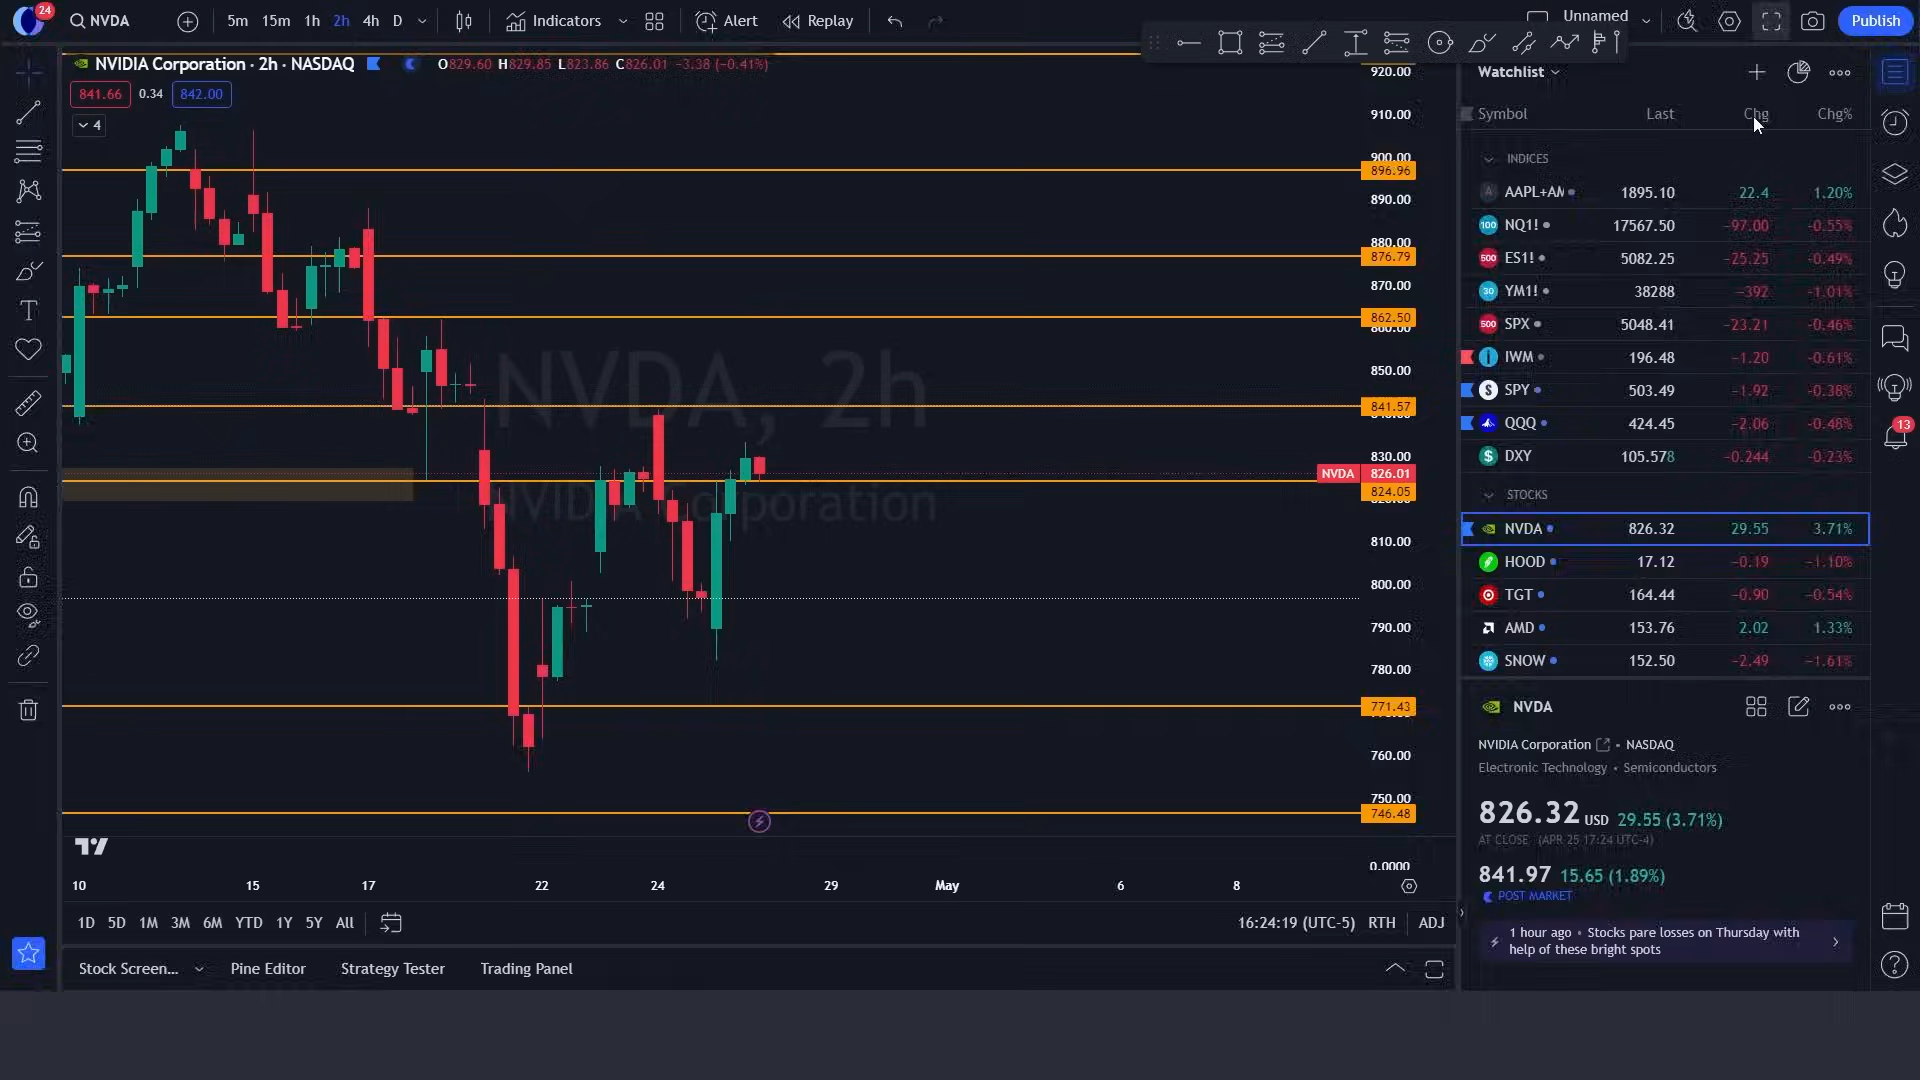 24
NVDA
5m 15m 1h 2h 4h D
Indicators
Alert
Replay
Unnamed
Publish
NVIDIA Corporation · 2h · NASDAQ
O829.60 H829.85 L823.86 C826.01 −3.38 (−0.41%)
841.66 0.34 842.00
4
NVDA, 2h
NVIDIA Corporation
920.00
910.00
900.00
896.96
890.00
880.00
876.79
870.00
862.50
860.00
850.00
841.57
830.00
NVDA 826.01
824.05
810.00
800.00
790.00
780.00
771.43
760.00
750.00
746.48
0.0000
10 15 17 22 24 29 May 6 8
1D 5D 1M 3M 6M YTD 1Y 5Y All
16:24:19 (UTC-5) RTH ADJ
Stock Screen... Pine Editor Strategy Tester Trading Panel
Watchlist
Symbol Last Chg Chg%
INDICES
AAPL+AM 1895.10 22.4 1.20%
100 NQ1! 17567.50 −97.00 −0.55%
500 ES1! 5082.25 −25.25 −0.49%
30 YM1! 38288 −392 −1.01%
500 SPX 5048.41 −23.21 −0.46%
IWM 196.48 −1.20 −0.61%
SPY 503.49 −1.92 −0.38%
QQQ 424.45 −2.06 −0.48%
DXY 105.578 −0.244 −0.23%
STOCKS
NVDA 826.32 29.55 3.71%
HOOD 17.12 −0.19 −1.10%
TGT 164.44 −0.90 −0.54%
AMD 153.76 2.02 1.33%
SNOW 152.50 −2.49 −1.61%
NVDA
NVIDIA Corporation • NASDAQ
Electronic Technology • Semiconductors
826.32 USD 29.55 (3.71%)
AT CLOSE (APR 25 17:24 UTC-4)
841.97 15.65 (1.89%)
POST MARKET
1 hour ago • Stocks pare losses on Thursday with
help of these bright spots
13